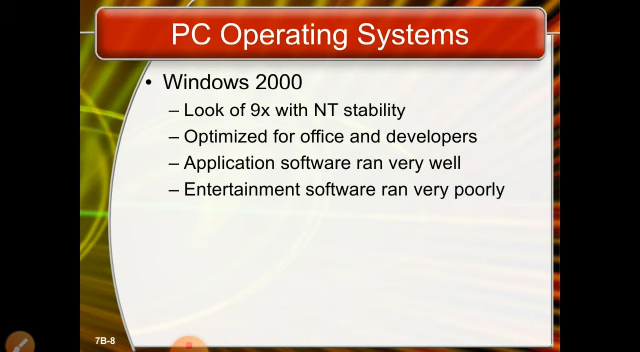 PC Operating Systems
• Windows 2000
– Look of 9x with NT stability
– Optimized for office and developers
– Application software ran very well
– Entertainment software ran very poorly
7B-8